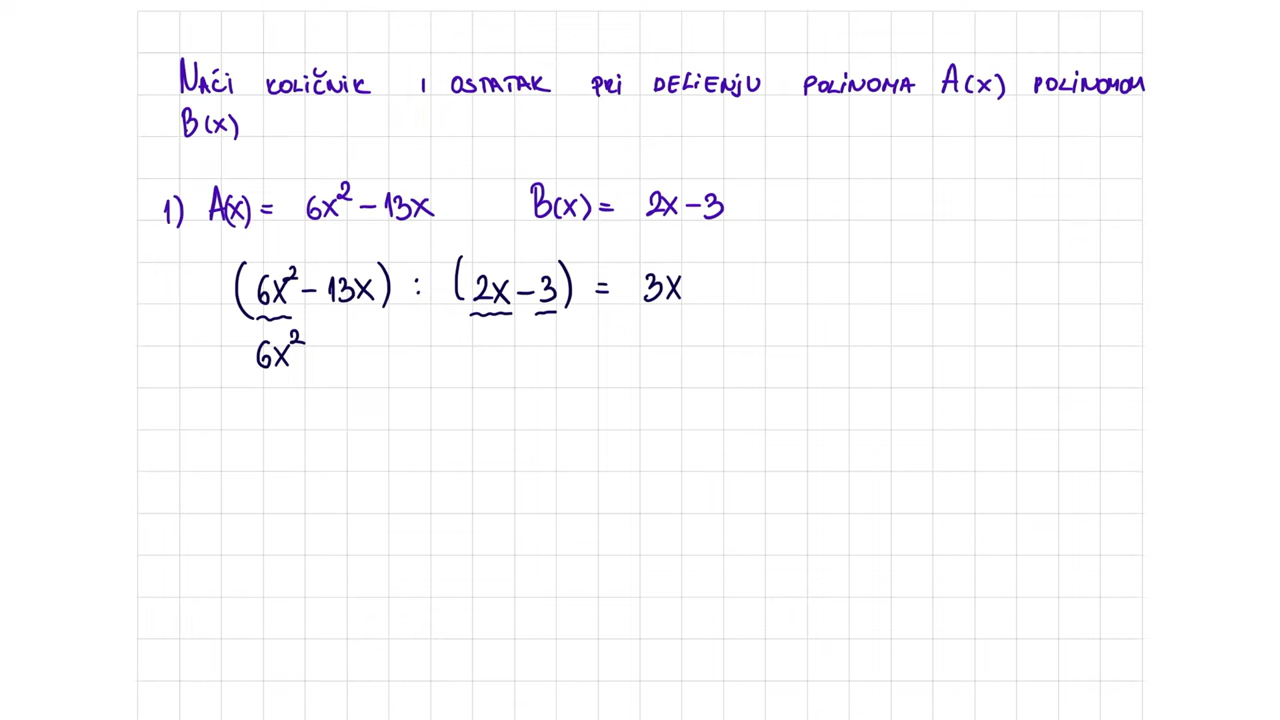 Naći količnik i ostatak pri deljenju polinoma A(x) polinomom
B(x)
1) A(x) = 6x² - 13x B(x) = 2x - 3
(6x² - 13x) : (2x - 3) = 3x
6x²